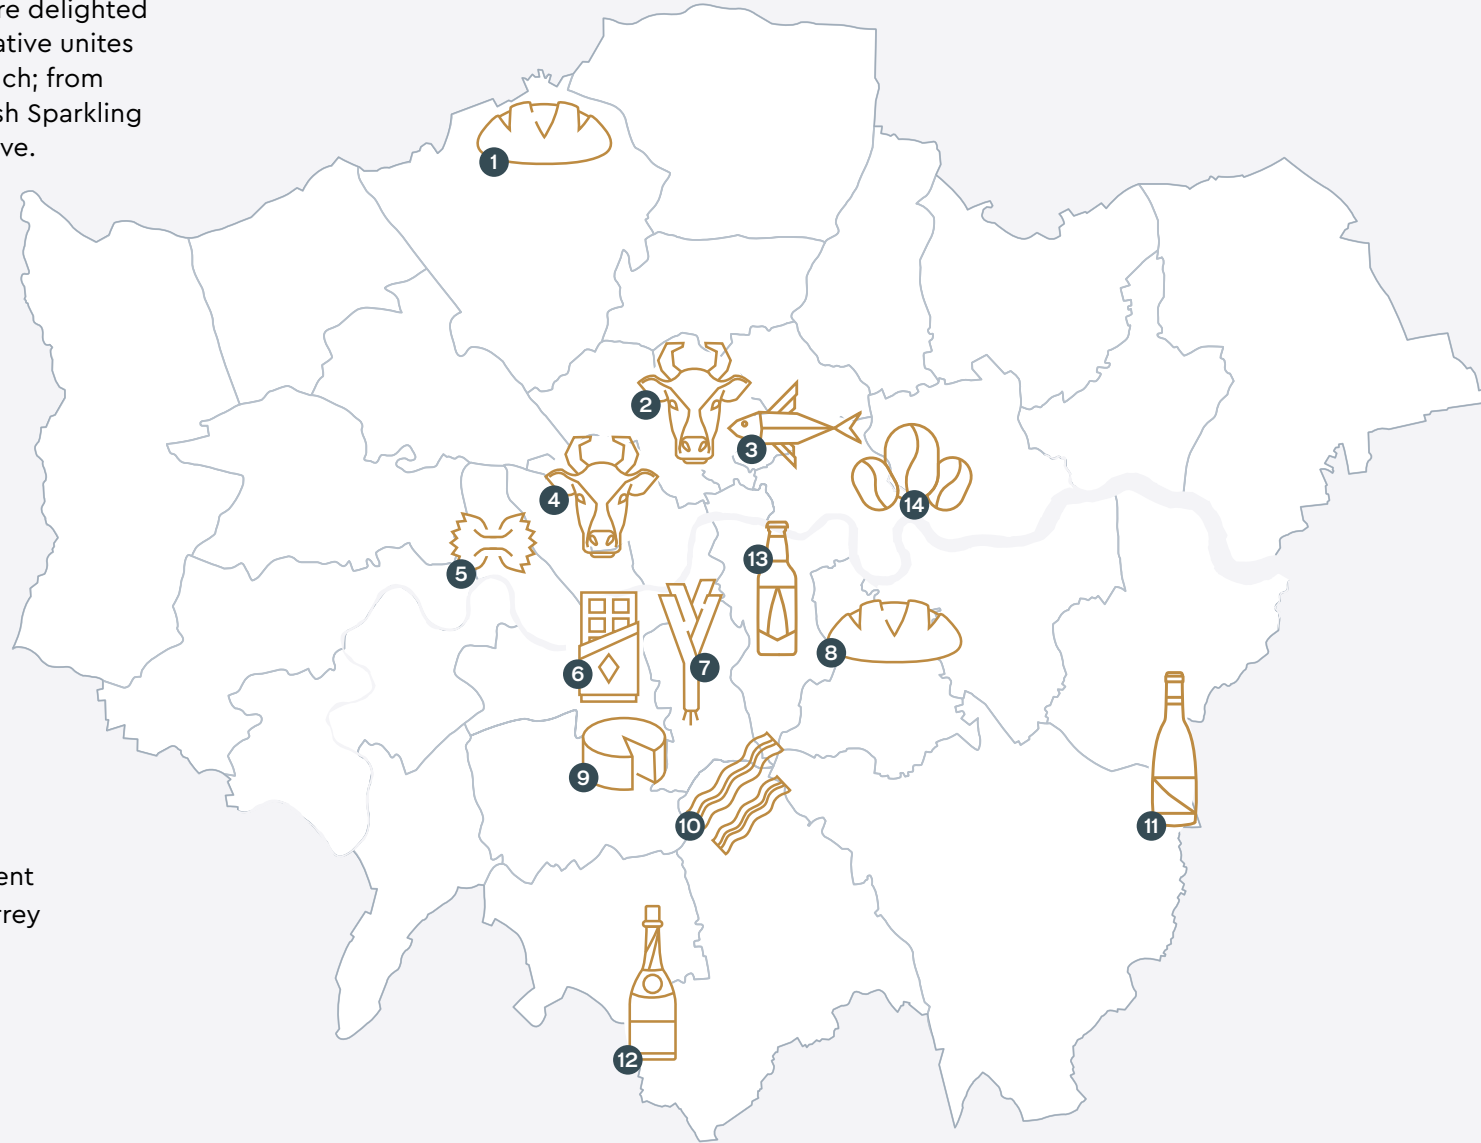 re delighted
ative unites
ch; from
sh Sparkling
ve.
1
2
3
4
14
13
5
8
7
6
9
10
11
12
ent
rrey